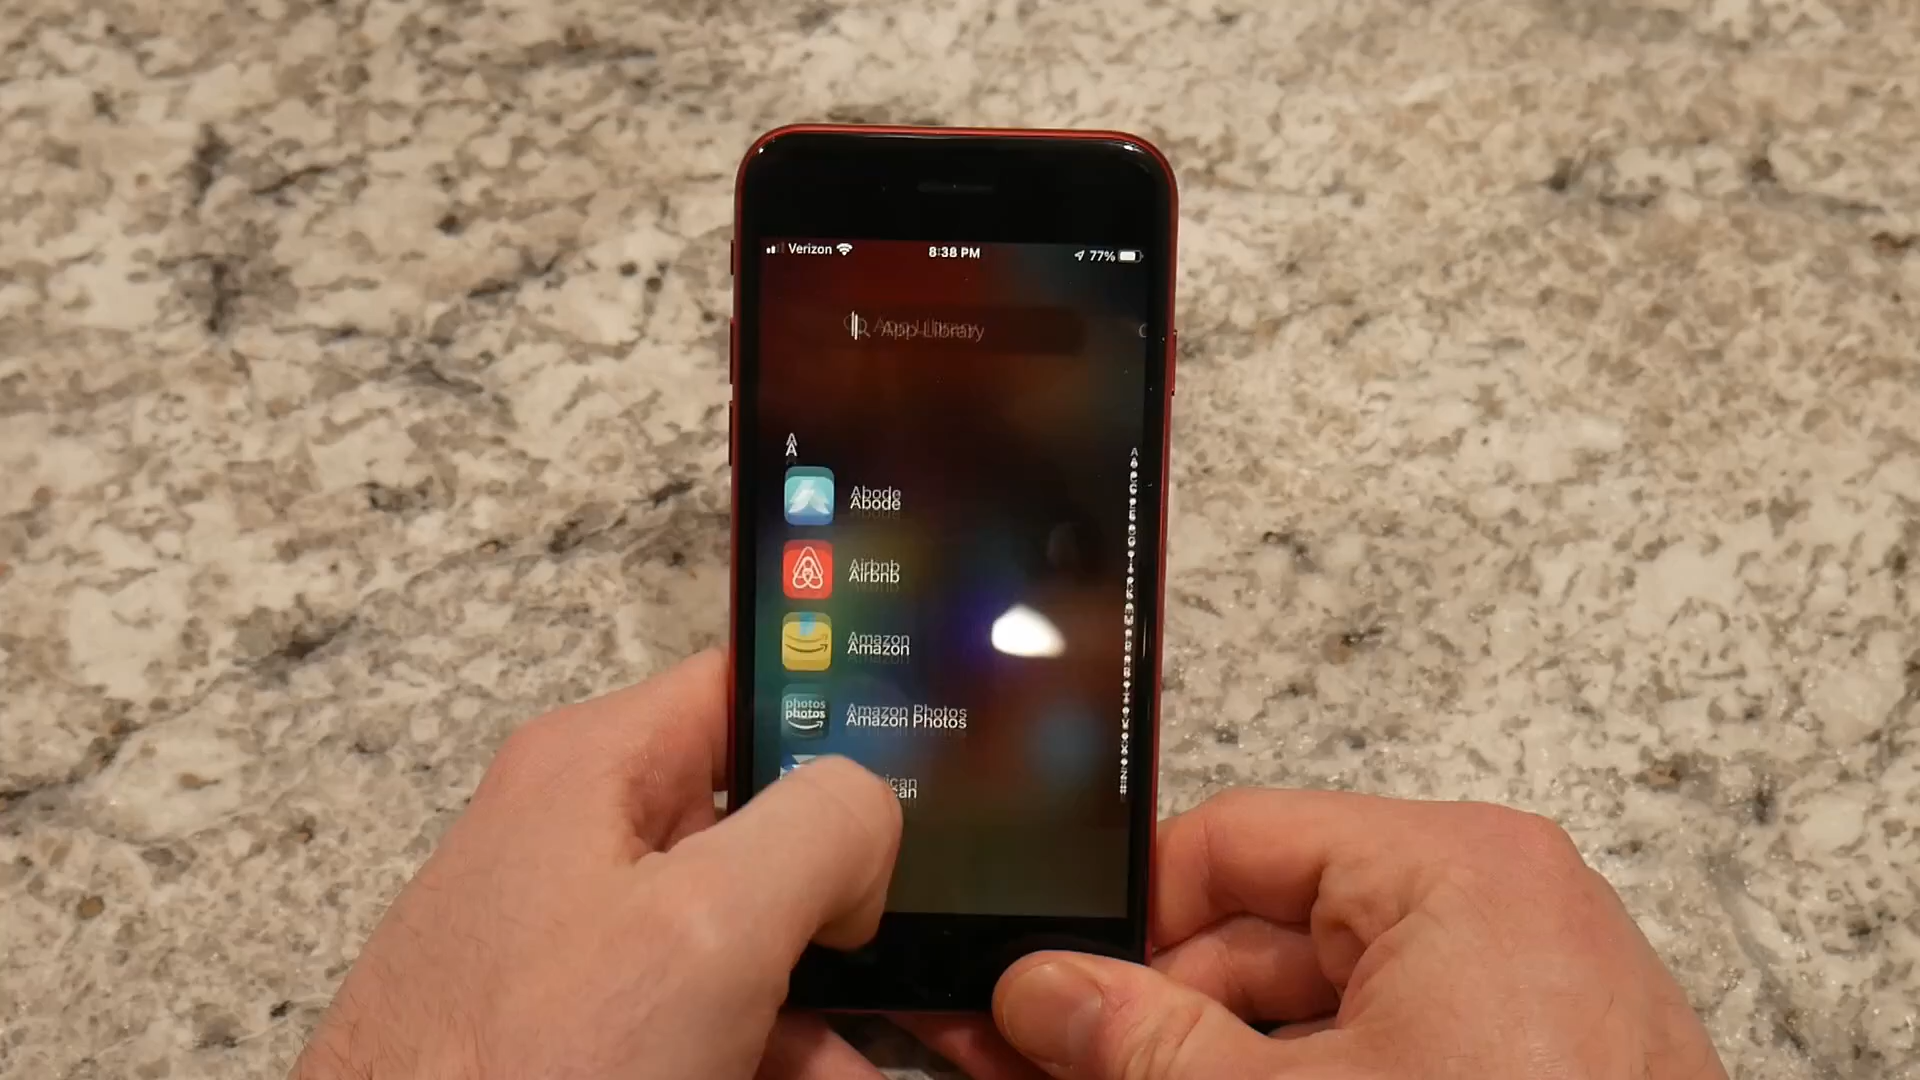 Verizon 8:38 PM 77%
App Library
A
Abode
Airbnb
Amazon
photos Amazon Photos